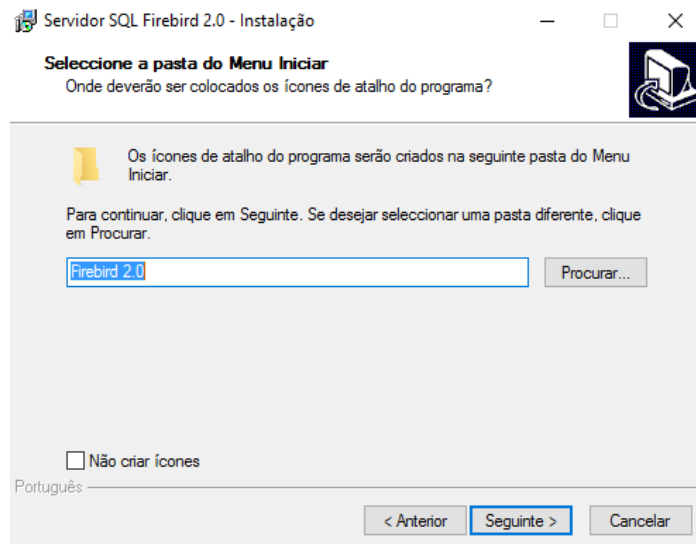 Servidor SQL Firebird 2.0 - Instalação
Seleccione a pasta do Menu Iniciar
Onde deverão ser colocados os ícones de atalho do programa?
Os ícones de atalho do programa serão criados na seguinte pasta do Menu
Iniciar.
Para continuar, clique em Seguinte. Se desejar seleccionar uma pasta diferente, clique
em Procurar.
Firebird 2.0
Procurar...
Não criar ícones
Português
< Anterior
Seguinte >
Cancelar